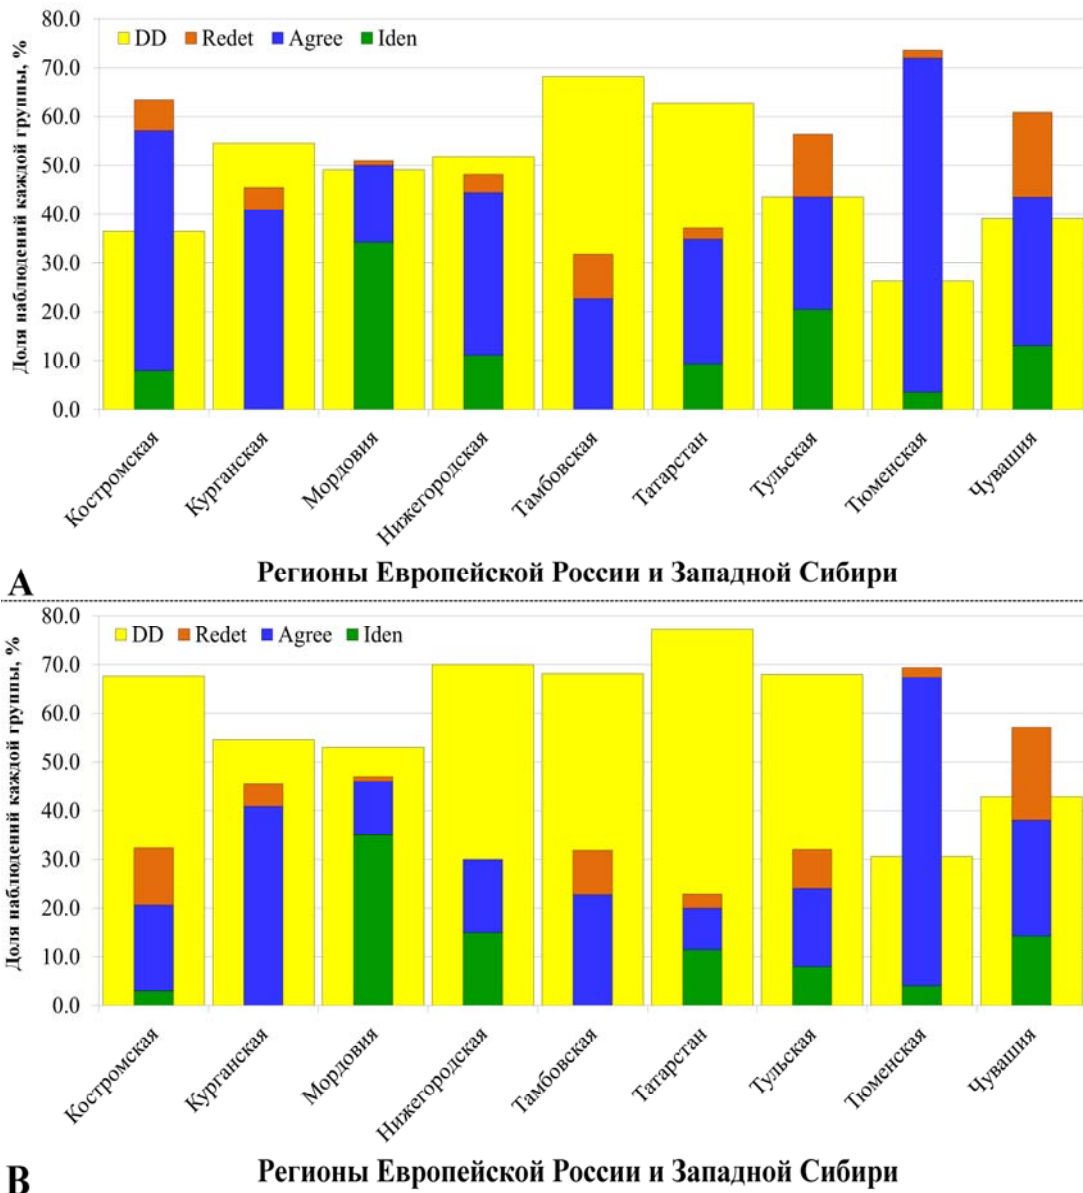 Доля наблюдений каждой группы, %
80.0
70.0
60.0
50.0
40.0
30.0
20.0
10.0
0.0
DD Redet Agree Iden
Костромская Курганская Мордовия Нижегородская Тамбовская Татарстан Тульская Тюменская Чувашия
A
Регионы Европейской России и Западной Сибири
Доля наблюдений каждой группы, %
80.0
70.0
60.0
50.0
40.0
30.0
20.0
10.0
0.0
DD Redet Agree Iden
Костромская Курганская Мордовия Нижегородская Тамбовская Татарстан Тульская Тюменская Чувашия
B
Регионы Европейской России и Западной Сибири